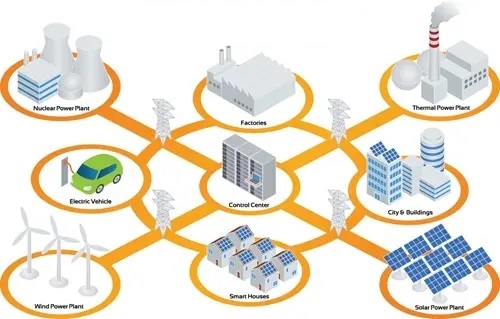 Nuclear Power Plant
Factories
Thermal Power Plant
Electric Vehicle
Control Center
City & Buildings
Wind Power Plant
Smart Houses
Solar Power Plant